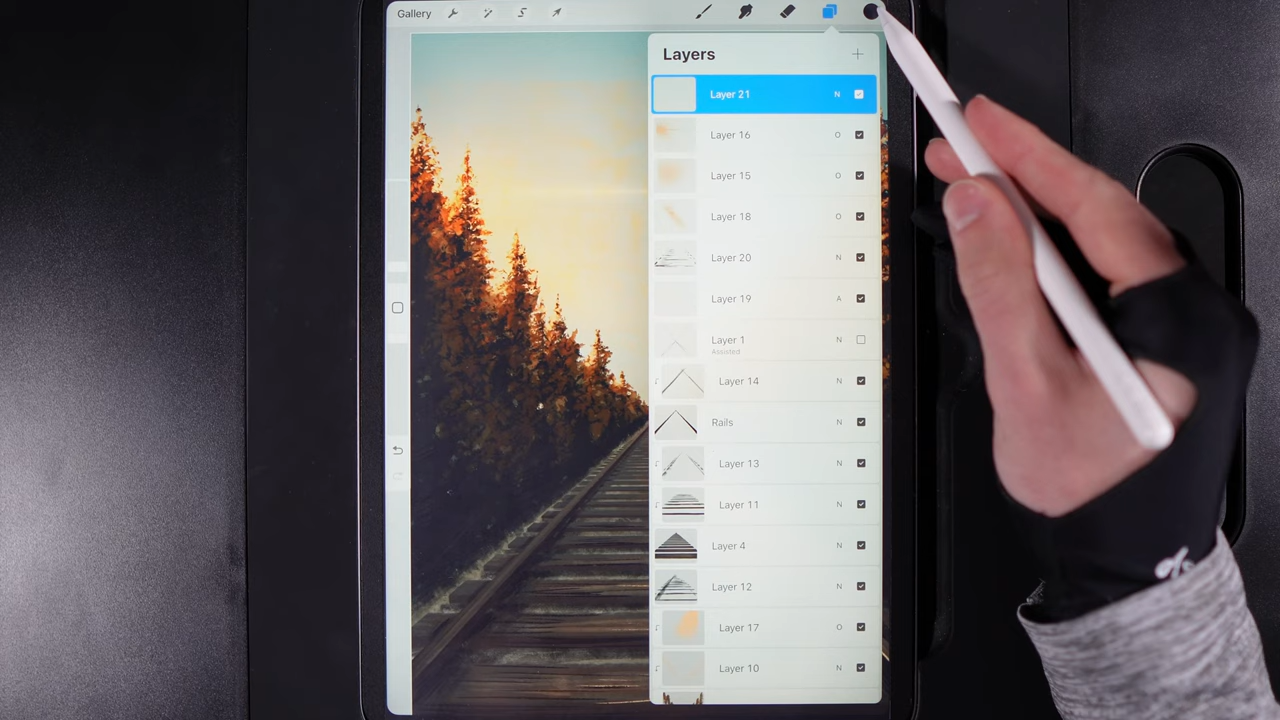 Gallery
Layers
Layer 21 N
Layer 16 O
Layer 15 O
Layer 18 O
Layer 20 N
Layer 19 A
Layer 1 N
Assisted
Layer 14 N
Rails N
Layer 13 N
Layer 11 N
Layer 4 N
Layer 12 N
Layer 17 O
Layer 10 N